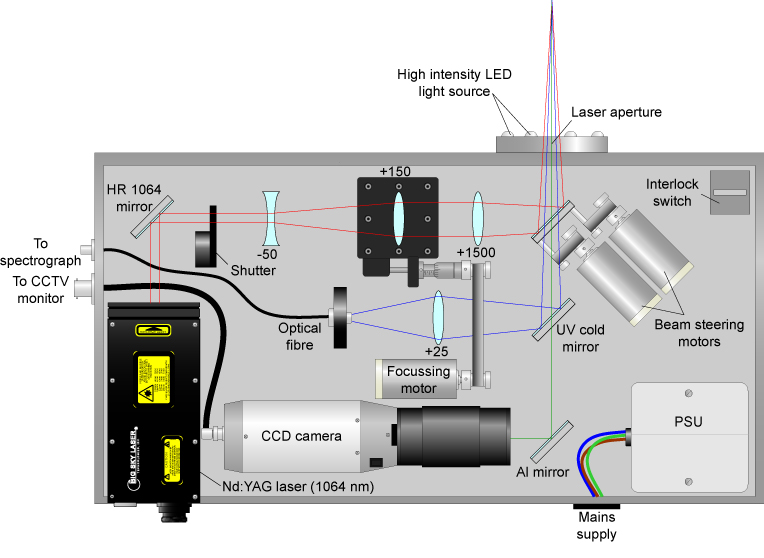 High intensity LED
light source
Laser aperture
HR 1064
mirror
+150
Interlock
switch
To
spectrograph
-50
+1500
Shutter
To CCTV
monitor
Optical
fibre
+25
UV cold
mirror
Beam steering
motors
Focussing
motor
PSU
CCD camera
BIG SKY LASER
Al mirror
Nd:YAG laser (1064 nm)
Mains
supply